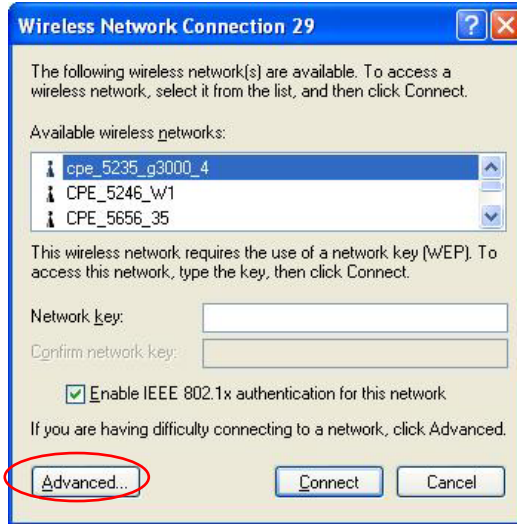 Wireless Network Connection 29
The following wireless network(s) are available. To access a
wireless network, select it from the list, and then click Connect.
Available wireless networks:
cpe_5235_g3000_4
CPE_5246_W1
CPE_5656_35
This wireless network requires the use of a network key (WEP). To
access this network, type the key, then click Connect.
Network key:
Confirm network key:
Enable IEEE 802.1x authentication for this network
If you are having difficulty connecting to a network, click Advanced.
Advanced... Connect Cancel